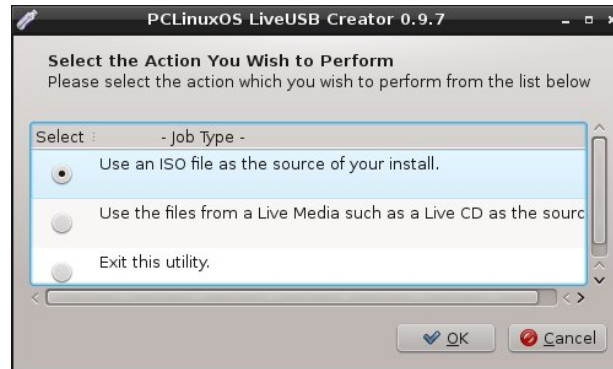 PCLinuxOS LiveUSB Creator 0.9.7
Select the Action You Wish to Perform
Please select the action which you wish to perform from the list below
Select - Job Type -
Use an ISO file as the source of your install.
Use the files from a Live Media such as a Live CD as the sourc
Exit this utility.
OK Cancel